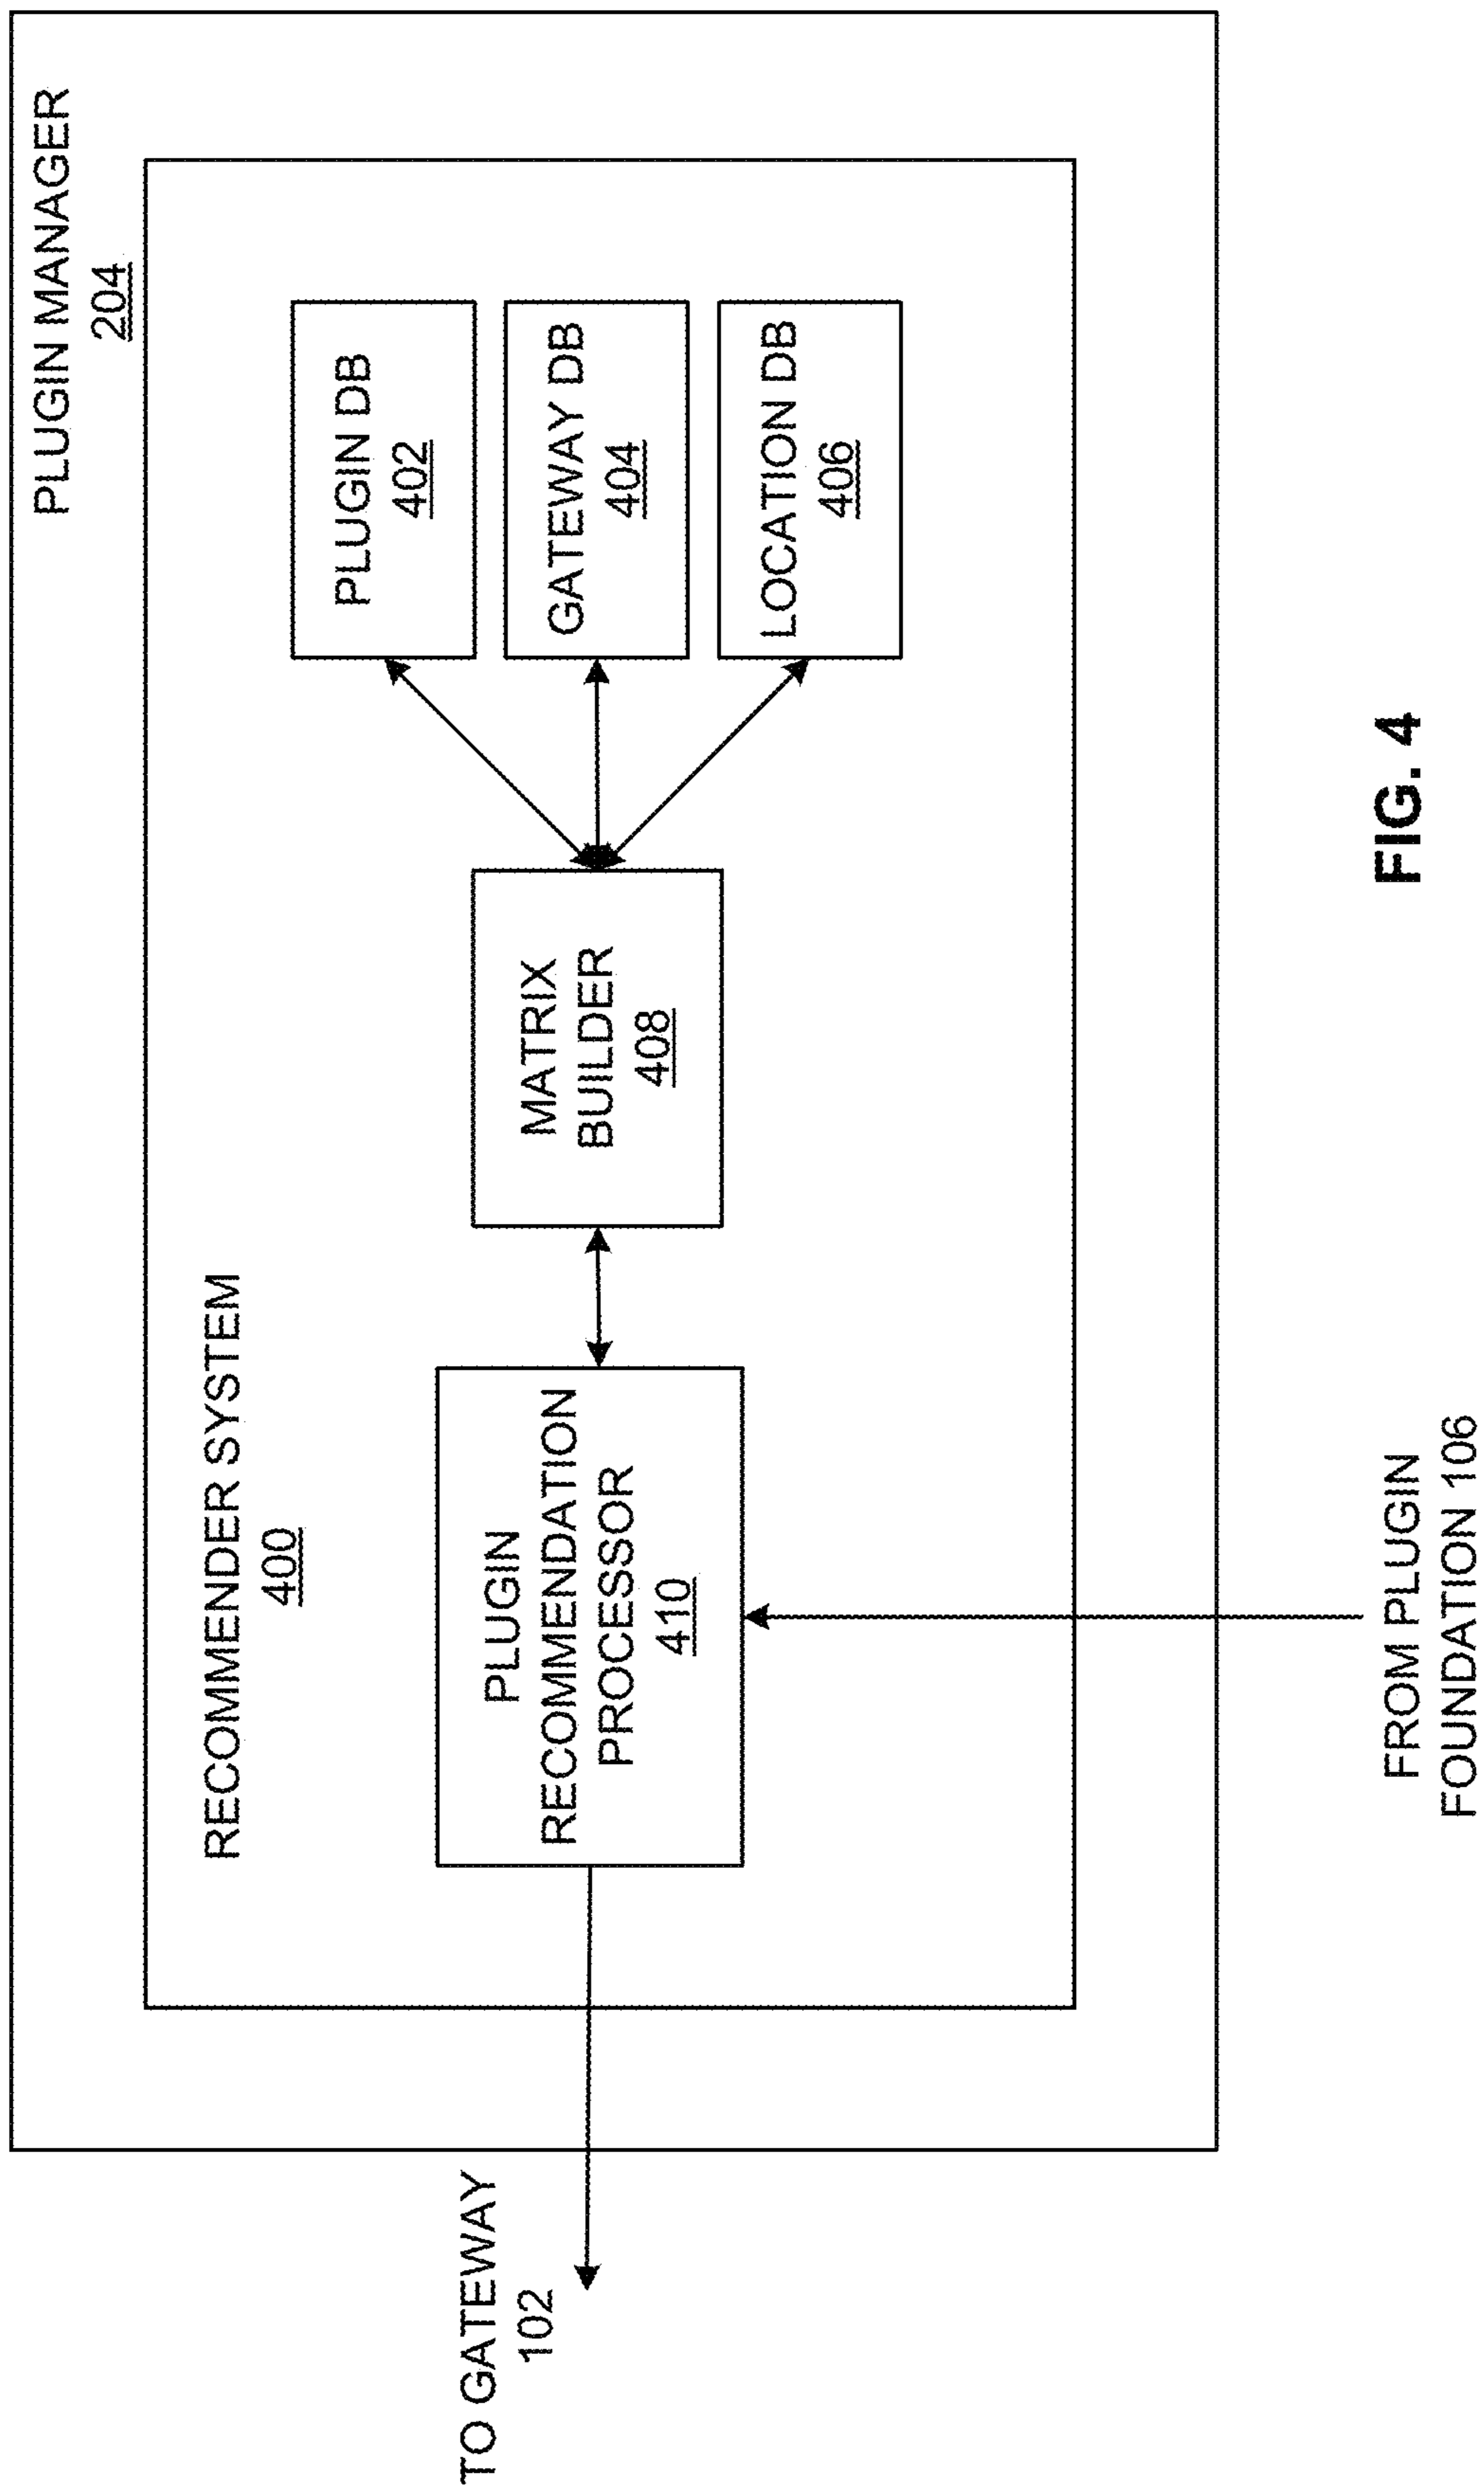 PLUGIN MANAGER
204
RECOMMENDER SYSTEM
400
PLUGIN
RECOMMENDATION
PROCESSOR
410
MATRIX
BUILDER
408
PLUGIN DB
402
GATEWAY DB
404
LOCATION DB
406
TO GATEWAY
102
FROM PLUGIN
FOUNDATION 106
FIG. 4